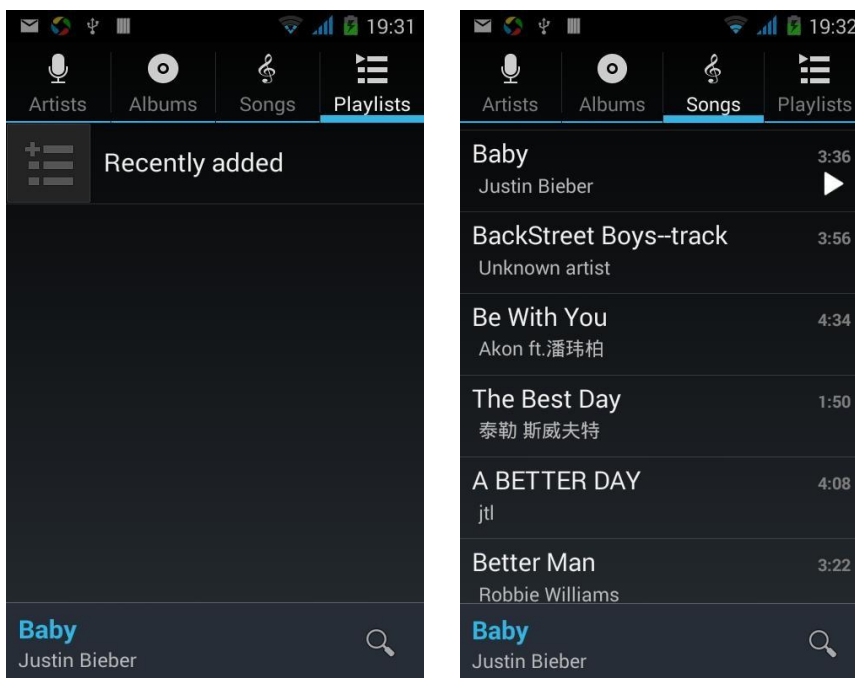 19:31
Artists Albums Songs Playlists
Recently added
Baby
Justin Bieber
19:32
Artists Albums Songs Playlists
Baby 3:36
Justin Bieber
BackStreet Boys--track 3:56
Unknown artist
Be With You 4:34
Akon ft.潘玮柏
The Best Day 1:50
泰勒 斯威夫特
A BETTER DAY 4:08
jtl
Better Man 3:22
Robbie Williams
Baby
Justin Bieber